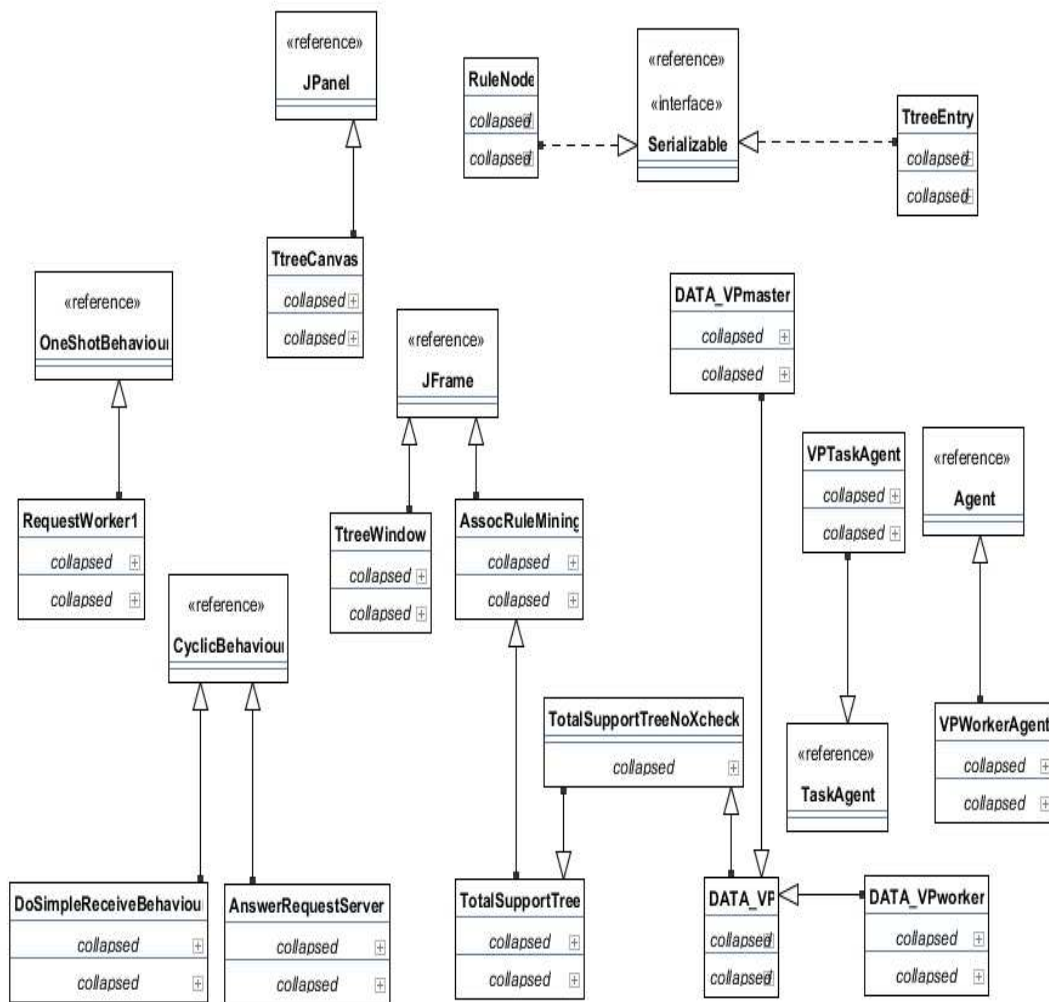 «reference»
JPanel
RuleNode
collapsed
collapsed
«reference»
«interface»
Serializable
TtreeEntry
collapsed
collapsed
TtreeCanvas
collapsed
collapsed
«reference»
OneShotBehaviour
«reference»
JFrame
DATA_VPmaster
collapsed
collapsed
VPTaskAgent
collapsed
collapsed
«reference»
Agent
RequestWorker1
collapsed
collapsed
TtreeWindow
collapsed
collapsed
AssocRuleMining
collapsed
collapsed
«reference»
CyclicBehaviour
TotalSupportTreeNoXcheck
collapsed
«reference»
TaskAgent
VPWorkerAgent
collapsed
collapsed
DoSimpleReceiveBehaviou
collapsed
collapsed
AnswerRequestServer
collapsed
collapsed
TotalSupportTree
collapsed
collapsed
DATA_VP
collapsed
collapsed
DATA_VPworker
collapsed
collapsed